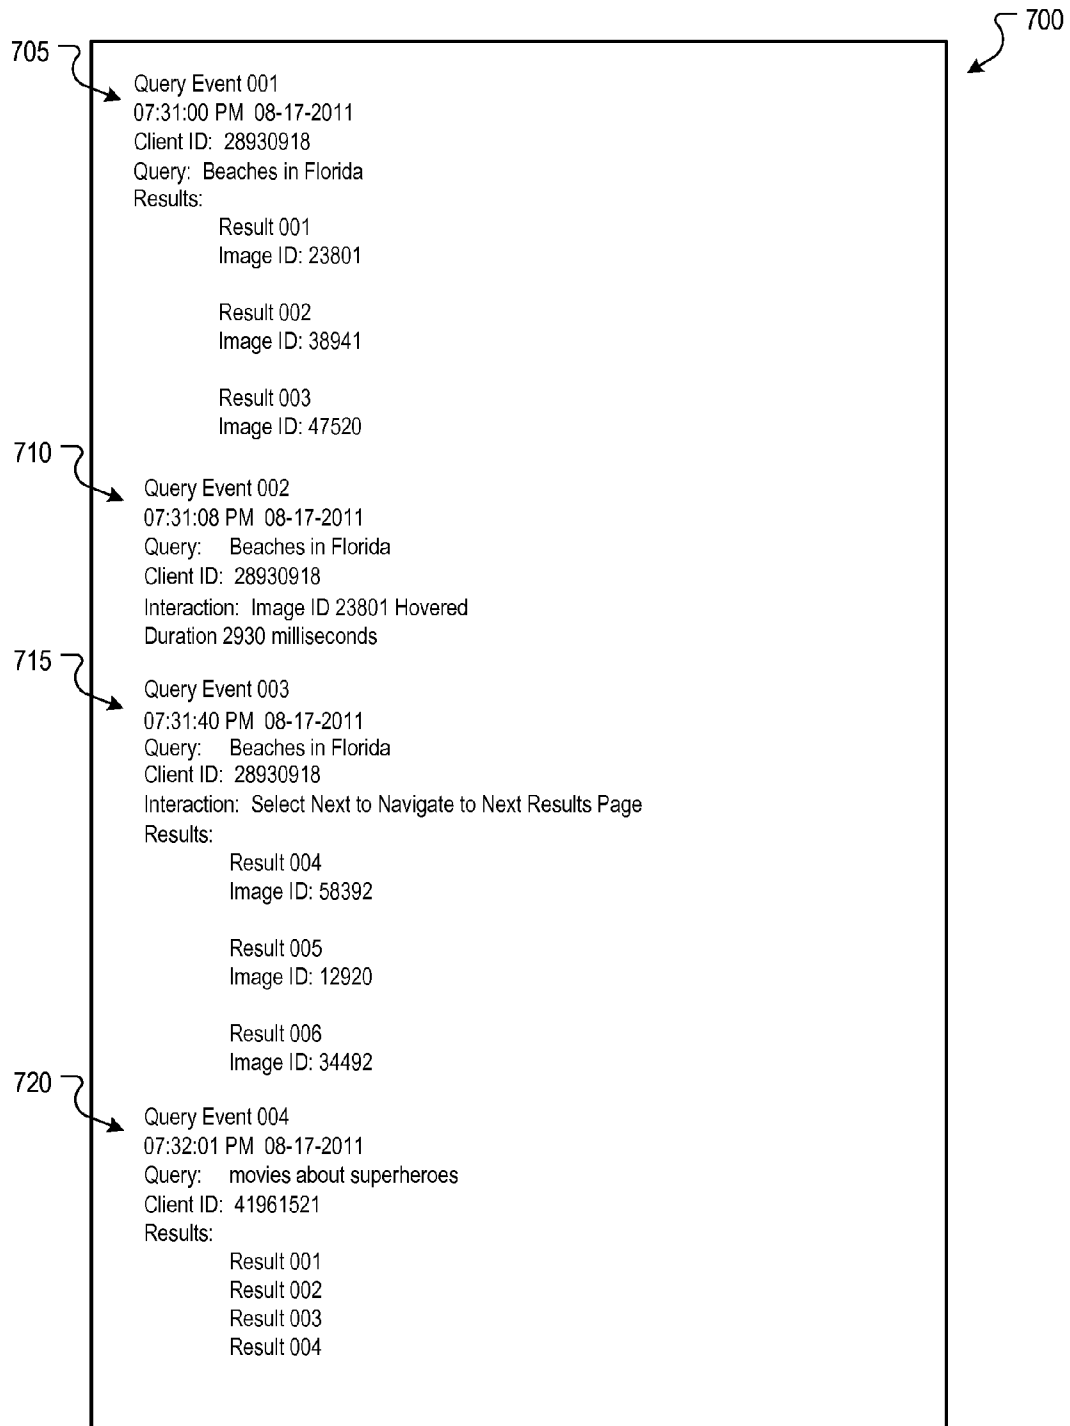 700
705
Query Event 001
07:31:00 PM 08-17-2011
Client ID: 28930918
Query: Beaches in Florida
Results:
Result 001
Image ID: 23801
Result 002
Image ID: 38941
Result 003
Image ID: 47520
710
Query Event 002
07:31:08 PM 08-17-2011
Query: Beaches in Florida
Client ID: 28930918
Interaction: Image ID 23801 Hovered
Duration 2930 milliseconds
715
Query Event 003
07:31:40 PM 08-17-2011
Query: Beaches in Florida
Client ID: 28930918
Interaction: Select Next to Navigate to Next Results Page
Results:
Result 004
Image ID: 58392
Result 005
Image ID: 12920
Result 006
Image ID: 34492
720
Query Event 004
07:32:01 PM 08-17-2011
Query: movies about superheroes
Client ID: 41961521
Results:
Result 001
Result 002
Result 003
Result 004